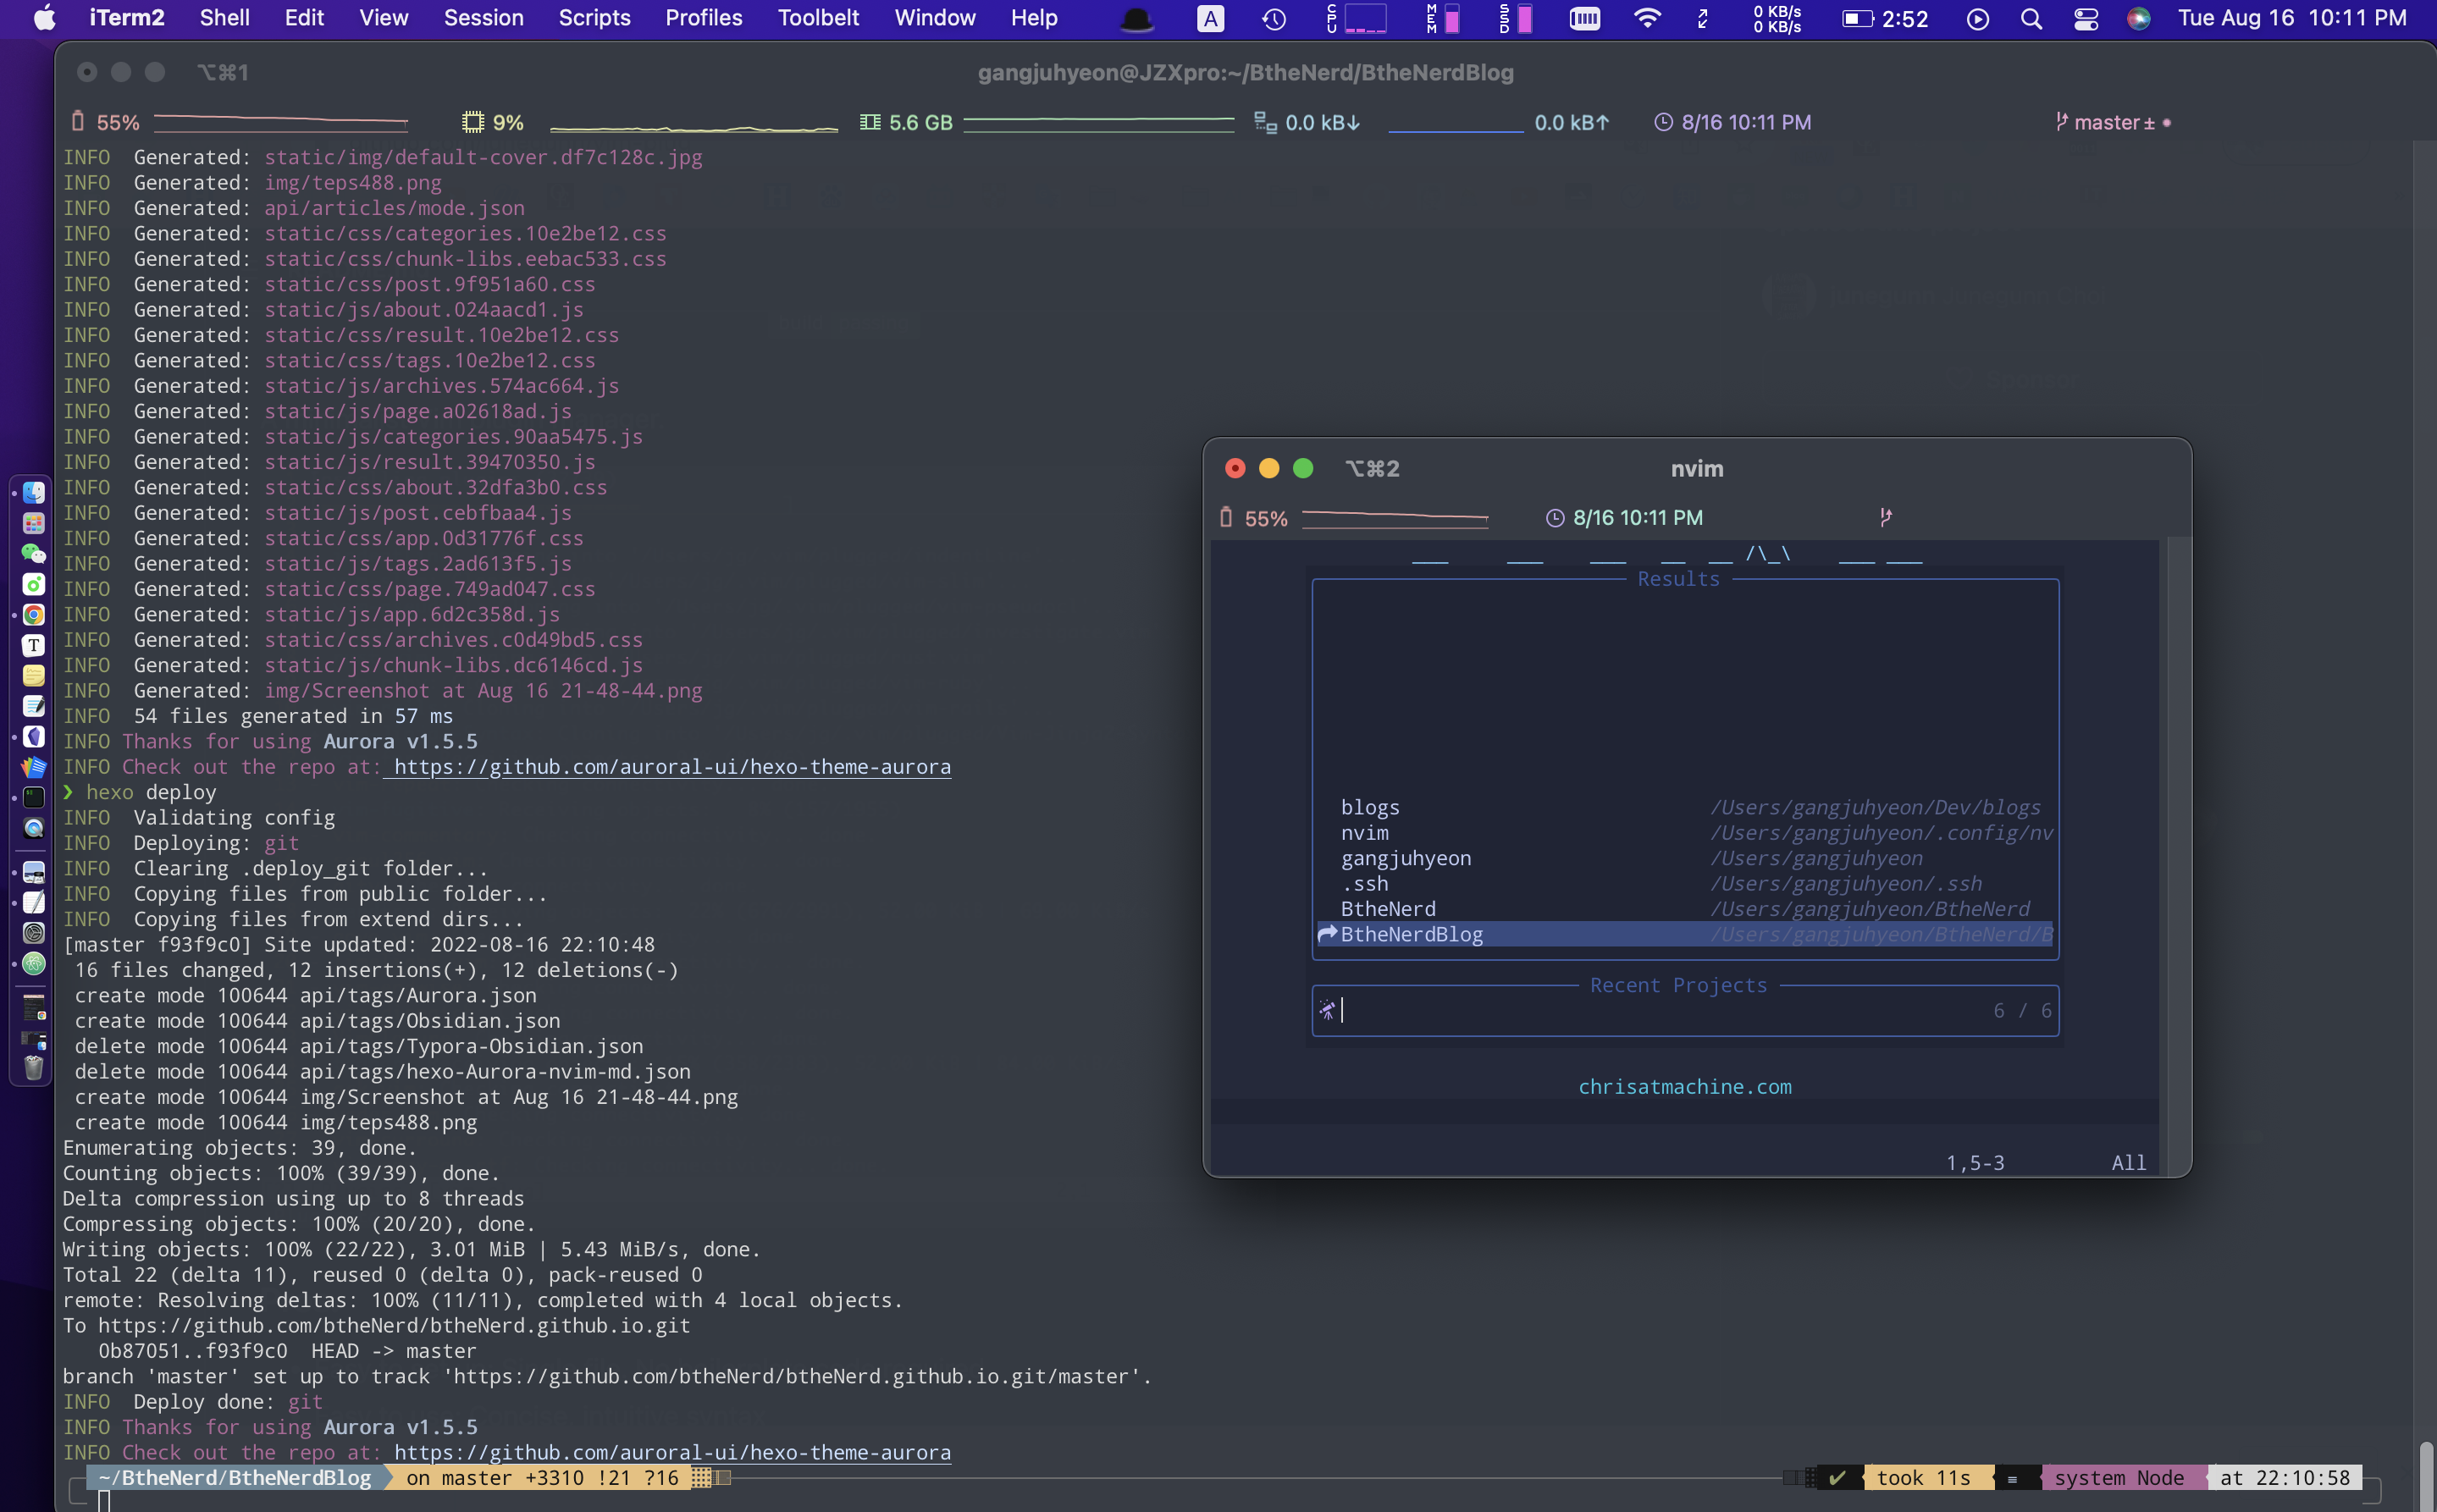 iTerm2 Shell Edit View Session Scripts Profiles Toolbelt Window Help A CPU MEM SSD 0 KB/s 0 KB/s 2:52 Tue Aug 16 10:11 PM
⌥⌘1 gangjuhyeon@JZXpro:~/BtheNerd/BtheNerdBlog
55% 9% 5.6 GB 0.0 kB↓ 0.0 kB↑ 8/16 10:11 PM master ± •
INFO  Generated: static/img/default-cover.df7c128c.jpg
INFO  Generated: img/teps488.png
INFO  Generated: api/articles/mode.json
INFO  Generated: static/css/categories.10e2be12.css
INFO  Generated: static/css/chunk-libs.eebac533.css
INFO  Generated: static/css/post.9f951a60.css
INFO  Generated: static/js/about.024aacd1.js
INFO  Generated: static/css/result.10e2be12.css
INFO  Generated: static/css/tags.10e2be12.css
INFO  Generated: static/js/archives.574ac664.js
INFO  Generated: static/js/page.a02618ad.js
INFO  Generated: static/js/categories.90aa5475.js
INFO  Generated: static/js/result.39470350.js
INFO  Generated: static/css/about.32dfa3b0.css
INFO  Generated: static/js/post.cebfbaa4.js
INFO  Generated: static/css/app.0d31776f.css
INFO  Generated: static/js/tags.2ad613f5.js
INFO  Generated: static/css/page.749ad047.css
INFO  Generated: static/js/app.6d2c358d.js
INFO  Generated: static/css/archives.c0d49bd5.css
INFO  Generated: static/js/chunk-libs.dc6146cd.js
INFO  Generated: img/Screenshot at Aug 16 21-48-44.png
INFO  54 files generated in 57 ms
INFO Thanks for using Aurora v1.5.5
INFO Check out the repo at: https://github.com/auroral-ui/hexo-theme-aurora
❯ hexo deploy
INFO  Validating config
INFO  Deploying: git
INFO  Clearing .deploy_git folder...
INFO  Copying files from public folder...
INFO  Copying files from extend dirs...
[master f93f9c0] Site updated: 2022-08-16 22:10:48
 16 files changed, 12 insertions(+), 12 deletions(-)
 create mode 100644 api/tags/Aurora.json
 create mode 100644 api/tags/Obsidian.json
 delete mode 100644 api/tags/Typora-Obsidian.json
 delete mode 100644 api/tags/hexo-Aurora-nvim-md.json
 create mode 100644 img/Screenshot at Aug 16 21-48-44.png
 create mode 100644 img/teps488.png
Enumerating objects: 39, done.
Counting objects: 100% (39/39), done.
Delta compression using up to 8 threads
Compressing objects: 100% (20/20), done.
Writing objects: 100% (22/22), 3.01 MiB | 5.43 MiB/s, done.
Total 22 (delta 11), reused 0 (delta 0), pack-reused 0
remote: Resolving deltas: 100% (11/11), completed with 4 local objects.
To https://github.com/btheNerd/btheNerd.github.io.git
   0b87051..f93f9c0  HEAD -> master
branch 'master' set up to track 'https://github.com/btheNerd/btheNerd.github.io.git/master'.
INFO  Deploy done: git
INFO Thanks for using Aurora v1.5.5
INFO Check out the repo at: https://github.com/auroral-ui/hexo-theme-aurora
~/BtheNerd/BtheNerdBlog on master +3310 !21 ?16 ✔ took 11s ≡ system Node at 22:10:58
⌥⌘2 nvim
55% 8/16 10:11 PM
Results
blogs /Users/gangjuhyeon/Dev/blogs
nvim /Users/gangjuhyeon/.config/nv
gangjuhyeon /Users/gangjuhyeon
.ssh /Users/gangjuhyeon/.ssh
BtheNerd /Users/gangjuhyeon/BtheNerd
BtheNerdBlog /Users/gangjuhyeon/BtheNerd/B
Recent Projects
6 / 6
chrisatmachine.com
1,5-3 All